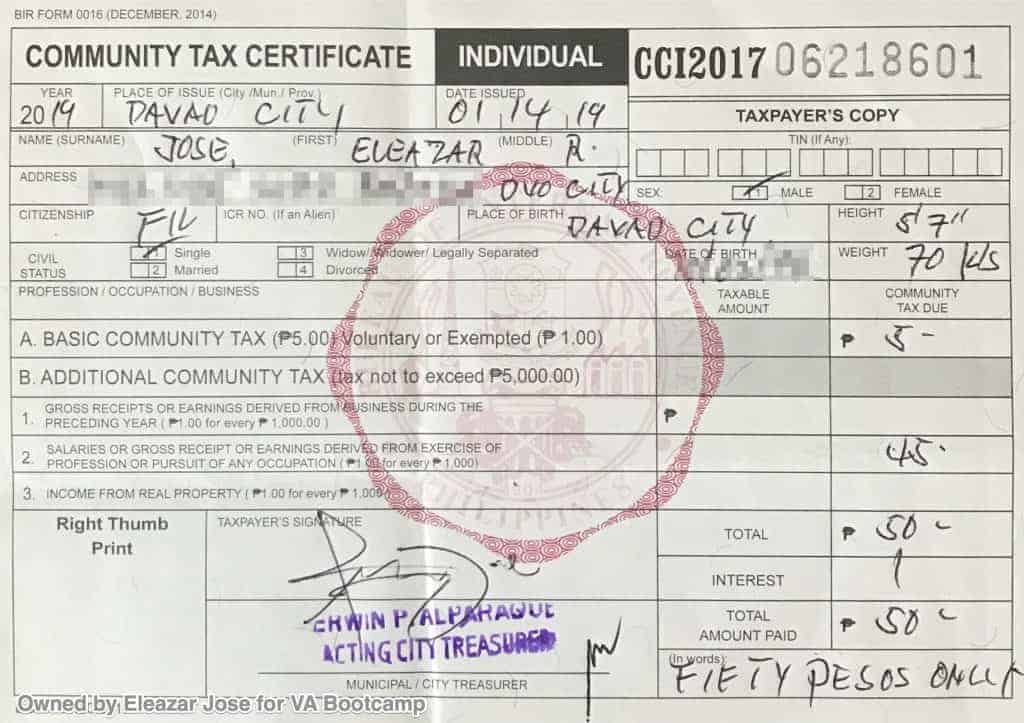 BIR FORM 0016 (DECEMBER, 2014)
COMMUNITY TAX CERTIFICATE INDIVIDUAL CCI2017 06218601
YEAR PLACE OF ISSUE (City /Mun./ Prov.) DATE ISSUED
2019 DAVAO CITY 01 14 19
TAXPAYER'S COPY
NAME (SURNAME) (FIRST) (MIDDLE) TIN (If Any):
JOSE, ELEAZAR R.
ADDRESS DVO CITY SEX: 1 MALE 2 FEMALE
CITIZENSHIP ICR NO. (If an Alien) PLACE OF BIRTH HEIGHT
FIL DAVAO CITY 5'7"
CIVIL STATUS 1 Single 3 Widow/Widower/ Legally Separated DATE OF BIRTH WEIGHT 70 k/s
2 Married 4 Divorced
PROFESSION / OCCUPATION / BUSINESS TAXABLE AMOUNT COMMUNITY TAX DUE
A. BASIC COMMUNITY TAX (₱5.00) Voluntary or Exempted (₱ 1.00) ₱ 5-
B. ADDITIONAL COMMUNITY TAX (tax not to exceed ₱5,000.00)
1. GROSS RECEIPTS OR EARNINGS DERIVED FROM BUSINESS DURING THE ₱
PRECEDING YEAR (₱1.00 for every ₱ 1,000.00 )
2. SALARIES OR GROSS RECEIPT OR EARNINGS DERIVED FROM EXERCISE OF 45.
PROFESSION OR PURSUIT OF ANY OCCUPATION (₱1.00 for every ₱ 1,000)
3. INCOME FROM REAL PROPERTY (₱1.00 for every ₱ 1,000)
PHILIPPINES
Right Thumb
Print
TAXPAYER'S SIGNATURE
TOTAL ₱ 50-
INTEREST
TOTAL
AMOUNT PAID ₱ 50-
ERWIN P. ALPARAQUE
ACTING CITY TREASURER
MUNICIPAL / CITY TREASURER
(In words):
FIFTY PESOS ONLY
Owned by Eleazar Jose for VA Bootcamp